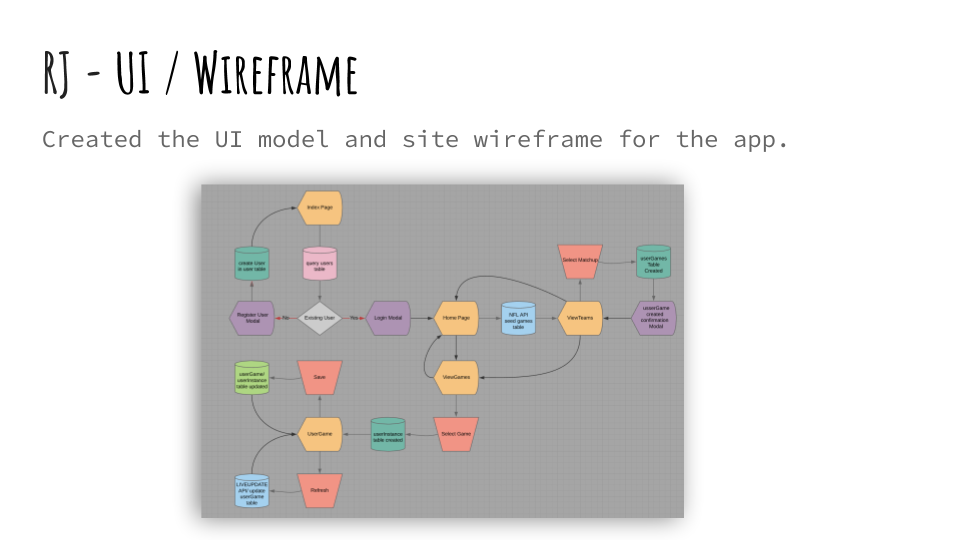 RJ - UI / Wireframe
Created the UI model and site wireframe for the app.
Index Page
create User
in user table
query users
table
Select Matchup
userGames
Table
Created
Register User
Modal
No
Existing User
Yes
Login Modal
Home Page
NFL API
seed games
table
ViewTeams
userGame
created
confirmation
Modal
userGame/
userInstance
table updated
Save
ViewGames
UserGame
userInstance
table created
Select Game
LIVEUPDATE
API/ update
userGame
table
Refresh